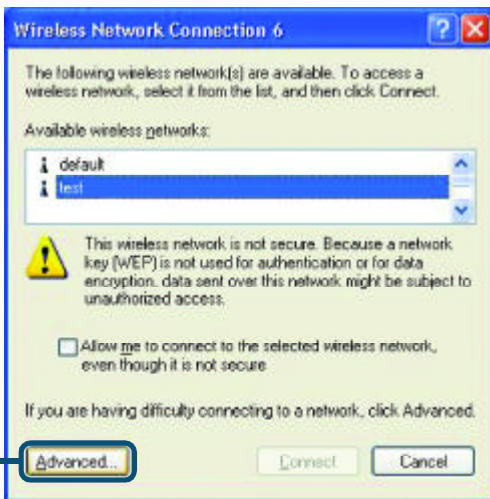 Wireless Network Connection 6
The following wireless network(s) are available. To access a
wireless network, select it from the list, and then click Connect.
Available wireless networks:
default
test
This wireless network is not secure. Because a network
key (WEP) is not used for authentication or for data
encryption, data sent over this network might be subject to
unauthorized access.
Allow me to connect to the selected wireless network,
even though it is not secure
If you are having difficulty connecting to a network, click Advanced.
Advanced...
Connect
Cancel